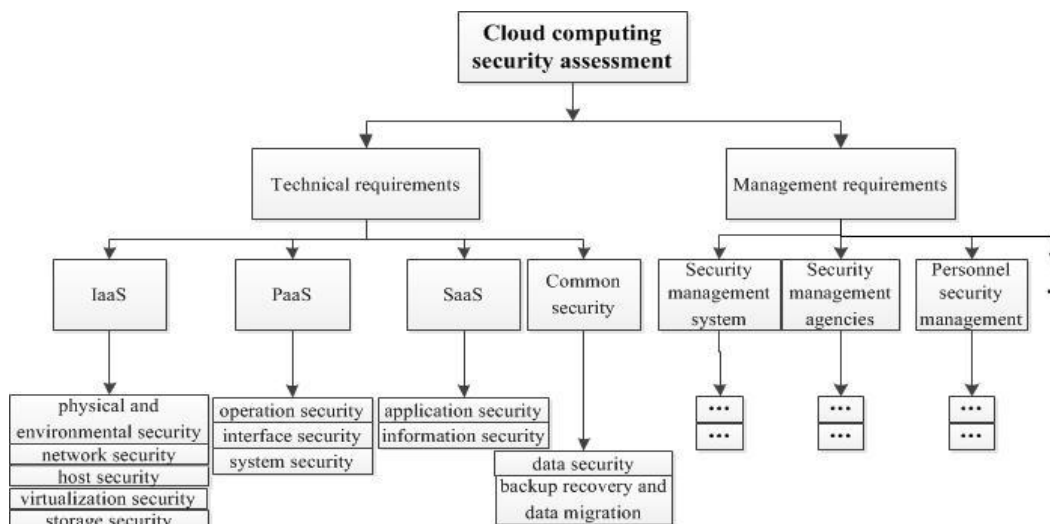 Cloud computing
security assessment
Technical requirements
Management requirements
IaaS
PaaS
SaaS
Common
security
Security
management
system
Security
management
agencies
Personnel
security
management
physical and
environmental security
network security
host security
virtualization security
storage security
operation security
interface security
system security
application security
information security
data security
backup recovery and
data migration
•••
•••
•••
•••
•••
•••